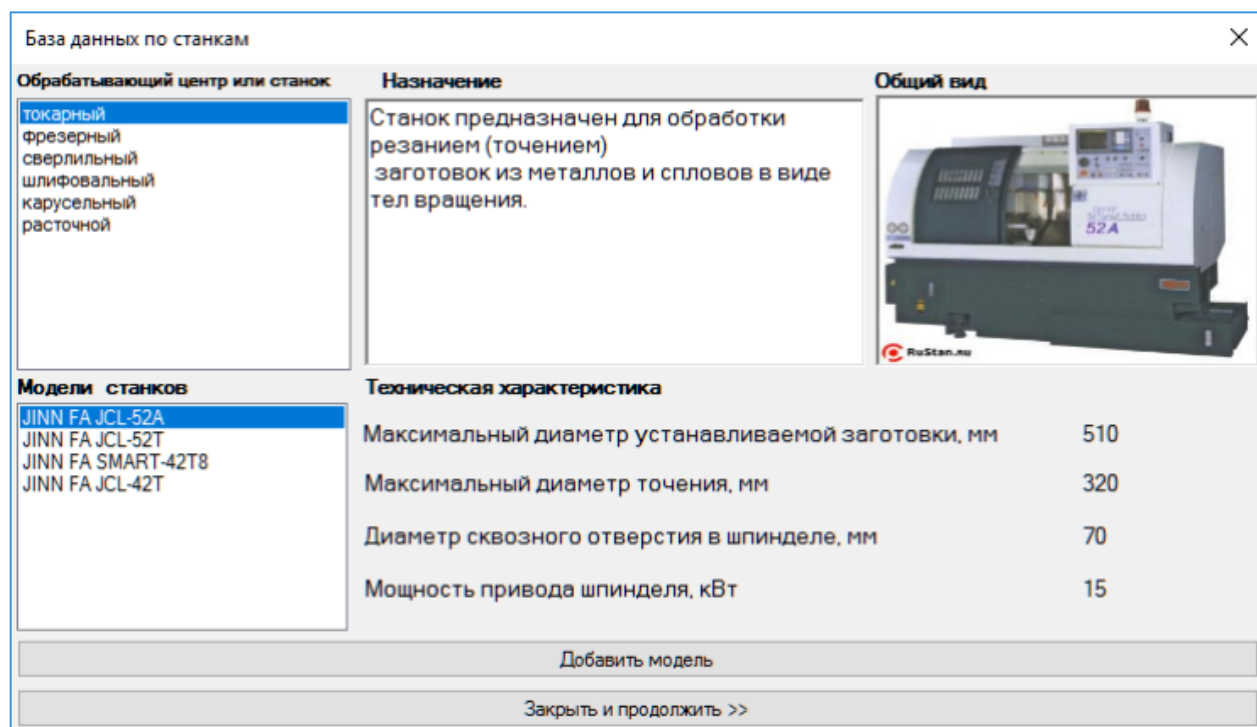 База данных по станкам
Обрабатывающий центр или станок
токарный
фрезерный
сверлильный
шлифовальный
карусельный
расточной
Назначение
Станок предназначен для обработки
резанием (точением)
заготовок из металлов и спловов в виде
тел вращения.
Общий вид
52A
RuStan.ru
Модели станков
JINN FA JCL-52A
JINN FA JCL-52T
JINN FA SMART-42T8
JINN FA JCL-42T
Техническая характеристика
Максимальный диаметр устанавливаемой заготовки, мм 510
Максимальный диаметр точения, мм 320
Диаметр сквозного отверстия в шпинделе, мм 70
Мощность привода шпинделя, кВт 15
Добавить модель
Закрыть и продолжить >>